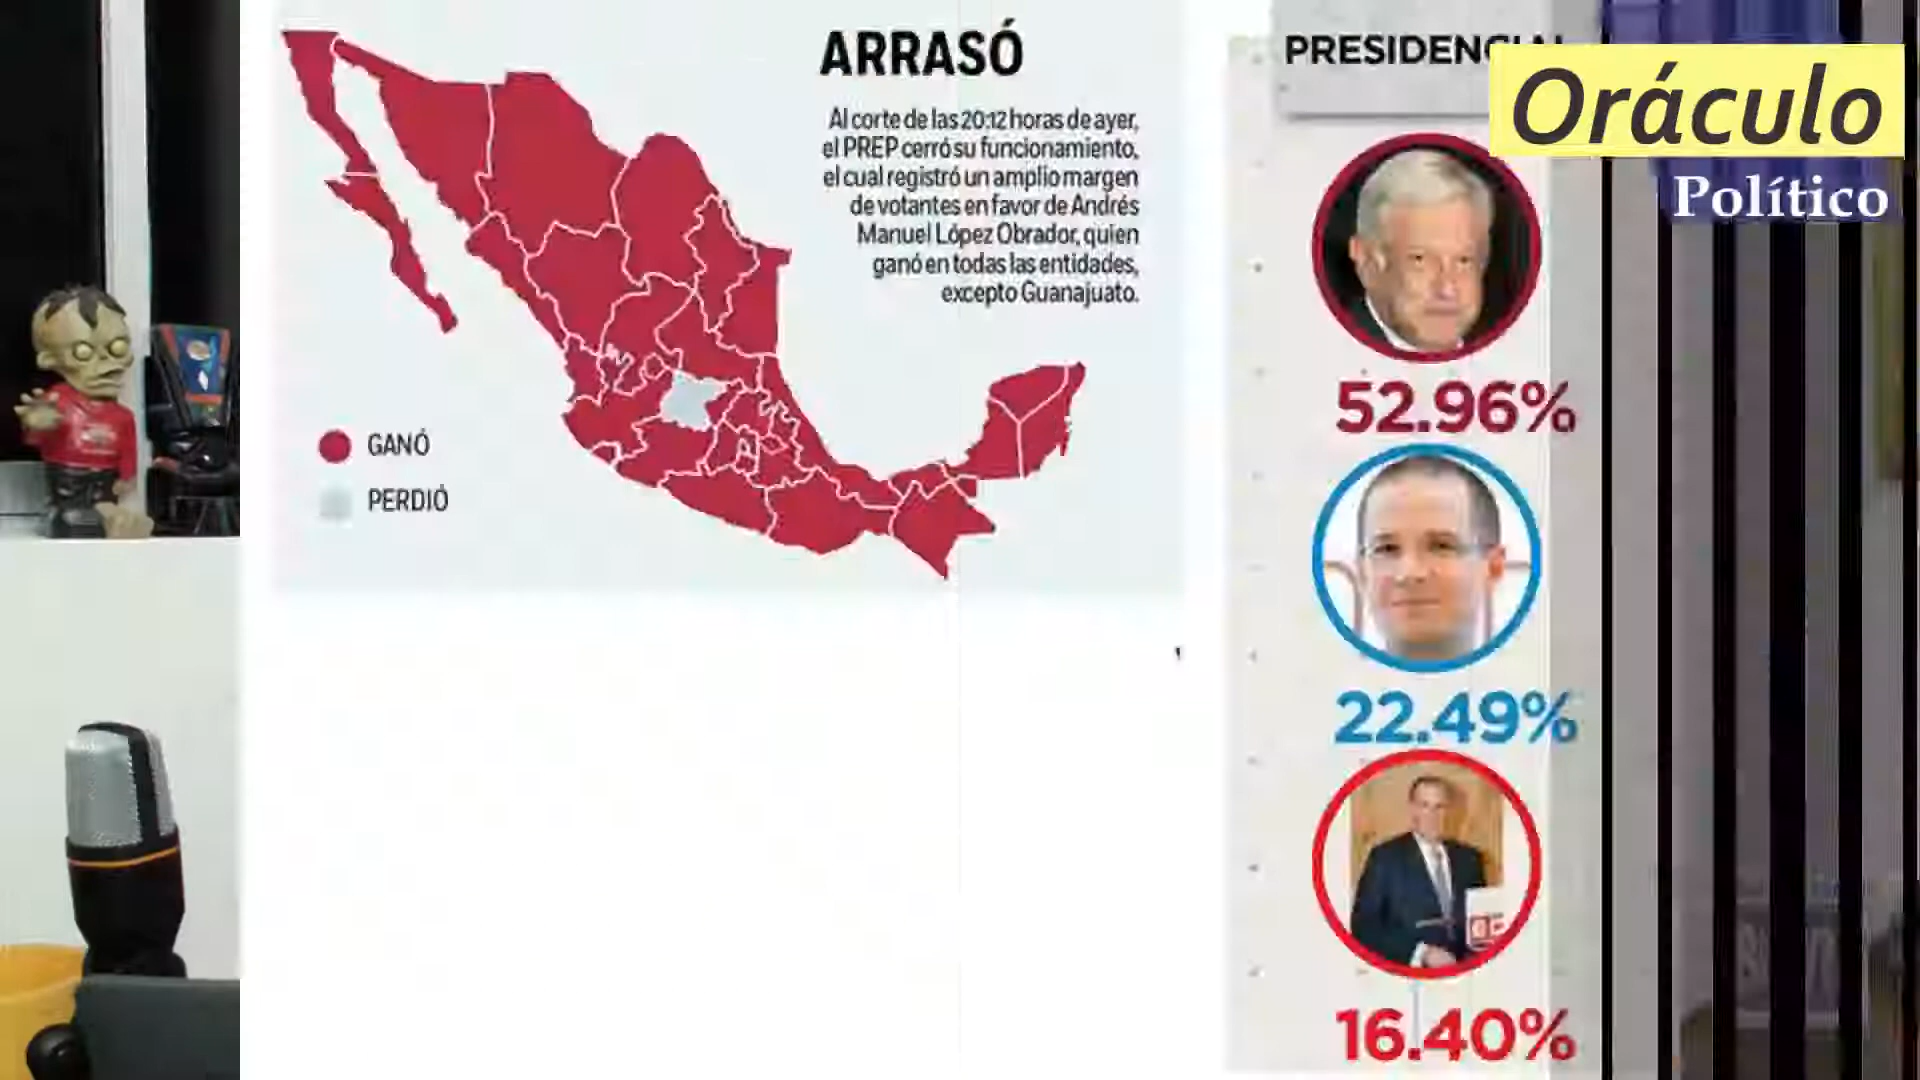 ARRASÓ
Al corte de las 20:12 horas de ayer,
el PREP cerró su funcionamiento,
el cual registró un amplio margen
de votantes en favor de Andrés
Manuel López Obrador, quien
ganó en todas las entidades,
excepto Guanajuato.
GANÓ
PERDIÓ
PRESIDENCIAL
52.96%
22.49%
16.40%
Oráculo
Político